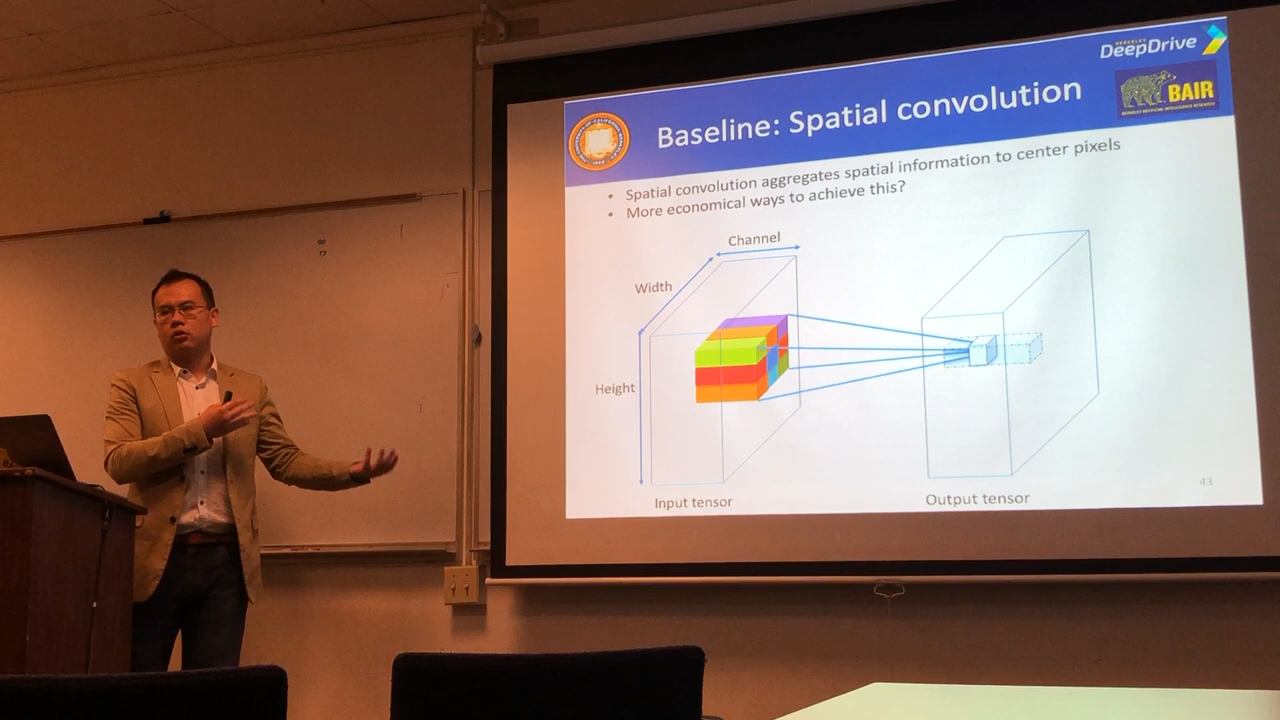 BERKELEY
DeepDrive
BAIR
BERKELEY ARTIFICIAL INTELLIGENCE RESEARCH
Baseline: Spatial convolution
• Spatial convolution aggregates spatial information to center pixels
• More economical ways to achieve this?
Channel
Width
Height
Input tensor
Output tensor
43